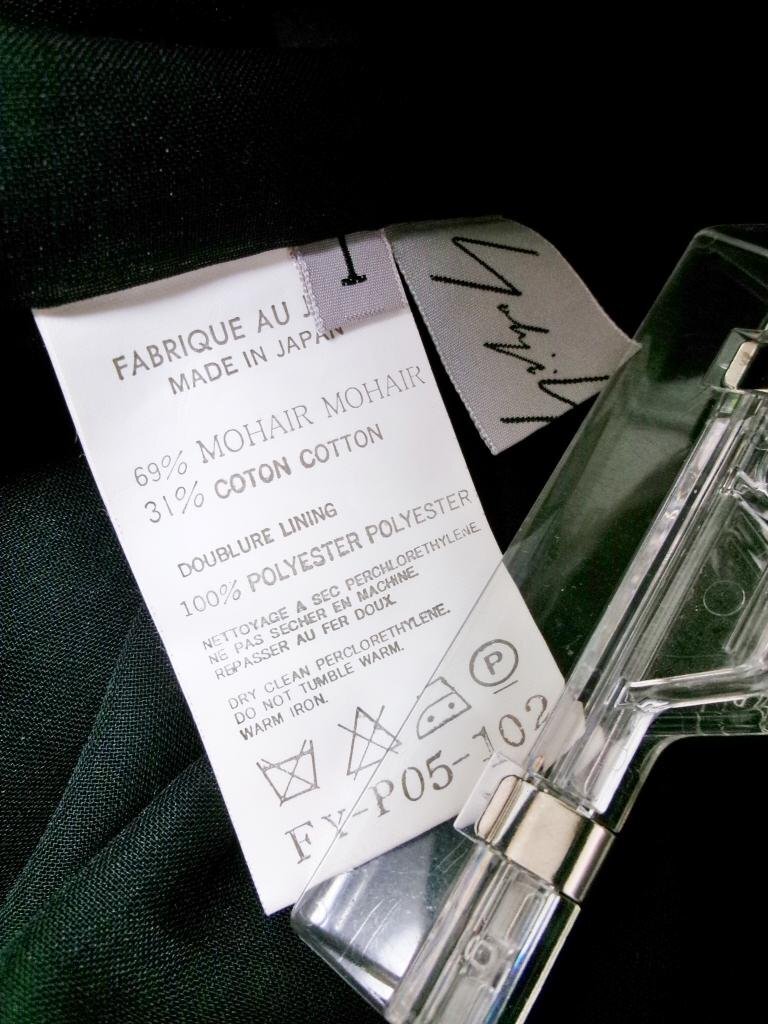 FABRIQUE AU J
MADE IN JAPAN
69% MOHAIR MOHAIR
31% COTON COTTON
DOUBLURE LINING
100% POLYESTER POLYESTER
NETTOYAGE A SEC PERCHLORETHYLENE.
NE PAS SECHER EN MACHINE.
REPASSER AU FER DOUX.
DRY CLEAN PERCLORETHYLENE.
DO NOT TUMBLE WARM.
WARM IRON.
P
FX-P05-102
1